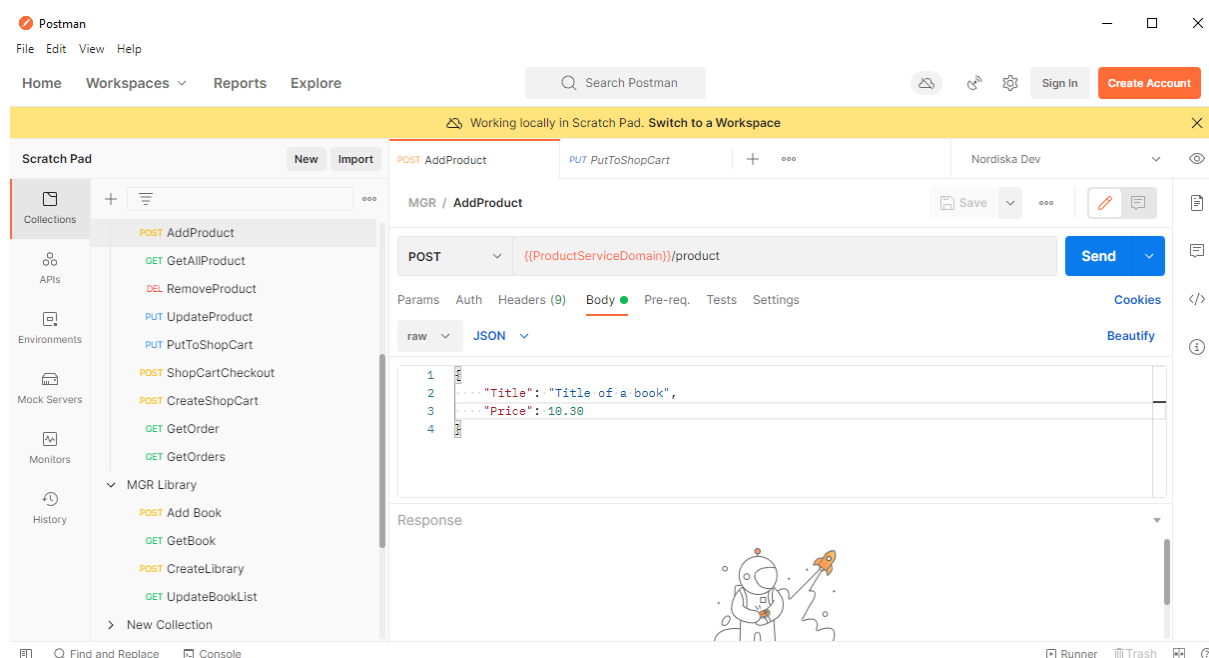 Postman
File Edit View Help
Home Workspaces Reports Explore Search Postman Sign In Create Account
Working locally in Scratch Pad. Switch to a Workspace
Scratch Pad New Import
POST AddProduct PUT PutToShopCart Nordiska Dev
Collections
APIs
Environments
Mock Servers
Monitors
History
POST AddProduct
GET GetAllProduct
DEL RemoveProduct
PUT UpdateProduct
PUT PutToShopCart
POST ShopCartCheckout
POST CreateShopCart
GET GetOrder
GET GetOrders
MGR Library
POST Add Book
GET GetBook
POST CreateLibrary
GET UpdateBookList
New Collection
MGR / AddProduct Save
POST {{ProductServiceDomain}}/product Send
Params Auth Headers (9) Body Pre-req. Tests Settings Cookies
raw JSON Beautify
1 {
2 "Title": "Title of a book",
3 "Price": 10.30
4 }
Response
Find and Replace Console Runner Trash